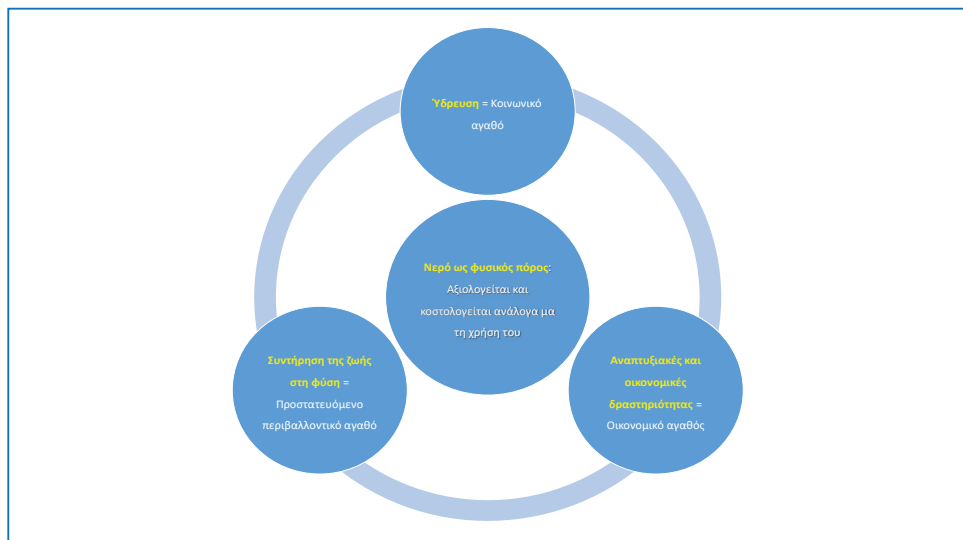 Ύδρευση = Κοινωνικό
αγαθό
Νερό ως φυσικός πόρος:
Αξιολογείται και
κοστολογείται ανάλογα μα
τη χρήση του
Συντήρηση της ζωής
στη φύση =
Προστατευόμενο
περιβαλλοντικό αγαθό
Αναπτυξιακές και
οικονομικές
δραστηριότητας =
Οικονομικό αγαθός